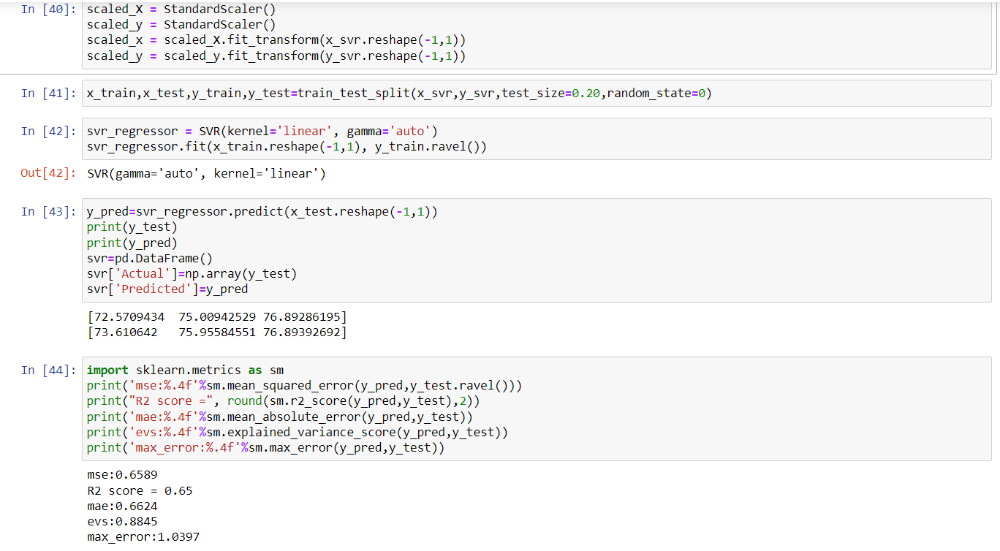 In [40]: scaled_X = StandardScaler()
scaled_y = StandardScaler()
scaled_x = scaled_X.fit_transform(x_svr.reshape(-1,1))
scaled_y = scaled_y.fit_transform(y_svr.reshape(-1,1))
In [41]: x_train,x_test,y_train,y_test=train_test_split(x_svr,y_svr,test_size=0.20,random_state=0)
In [42]: svr_regressor = SVR(kernel='linear', gamma='auto')
svr_regressor.fit(x_train.reshape(-1,1), y_train.ravel())
Out[42]: SVR(gamma='auto', kernel='linear')
In [43]: y_pred=svr_regressor.predict(x_test.reshape(-1,1))
print(y_test)
print(y_pred)
svr=pd.DataFrame()
svr['Actual']=np.array(y_test)
svr['Predicted']=y_pred
[72.5709434  75.00942529 76.89286195]
[73.610642   75.95584551 76.89392692]
In [44]: import sklearn.metrics as sm
print('mse:%.4f'%sm.mean_squared_error(y_pred,y_test.ravel()))
print("R2 score =", round(sm.r2_score(y_pred,y_test),2))
print('mae:%.4f'%sm.mean_absolute_error(y_pred,y_test))
print('evs:%.4f'%sm.explained_variance_score(y_pred,y_test))
print('max_error:%.4f'%sm.max_error(y_pred,y_test))
mse:0.6589
R2 score = 0.65
mae:0.6624
evs:0.8845
max_error:1.0397